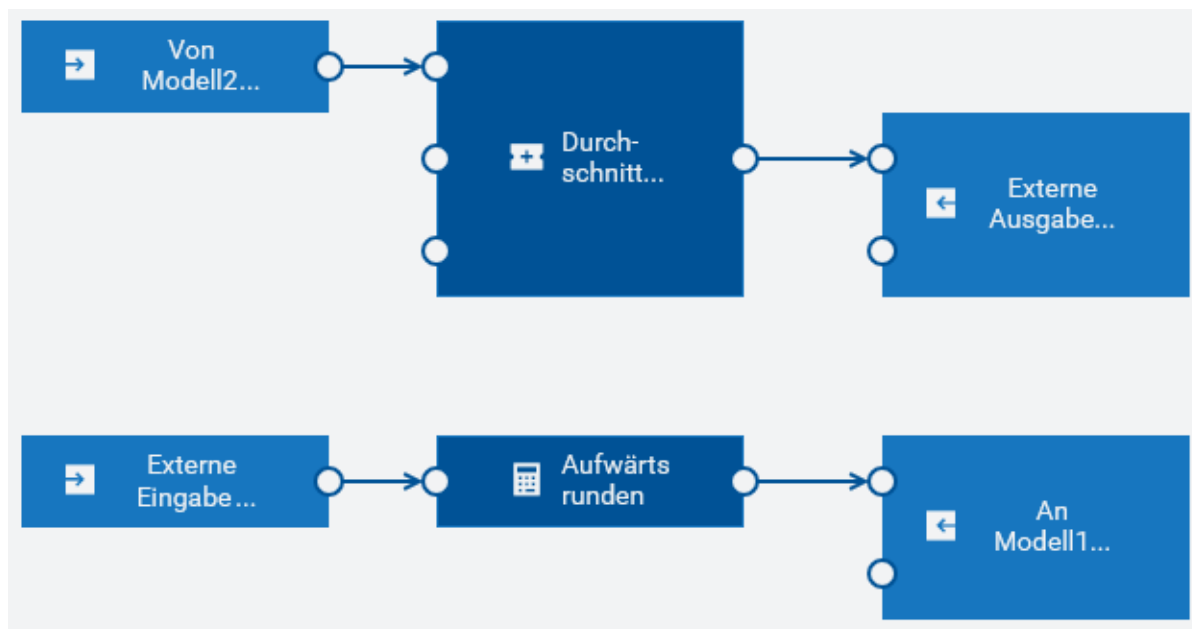 Von
Modell2...
Durch-
schnitt...
Externe
Ausgabe...
Externe
Eingabe...
Aufwärts
runden
An
Modell1...